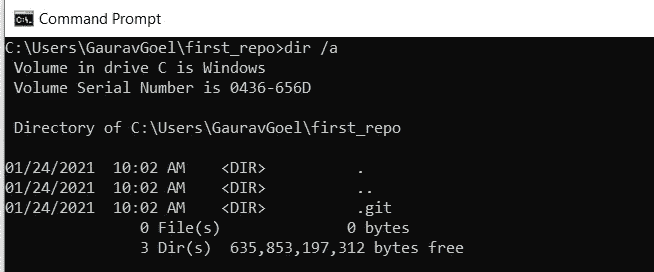 Command Prompt
C:\Users\GauravGoel\first_repo>dir /a
 Volume in drive C is Windows
 Volume Serial Number is 0436-656D
 Directory of C:\Users\GauravGoel\first_repo
01/24/2021  10:02 AM    <DIR>          .
01/24/2021  10:02 AM    <DIR>          ..
01/24/2021  10:02 AM    <DIR>          .git
               0 File(s)              0 bytes
               3 Dir(s)  635,853,197,312 bytes free